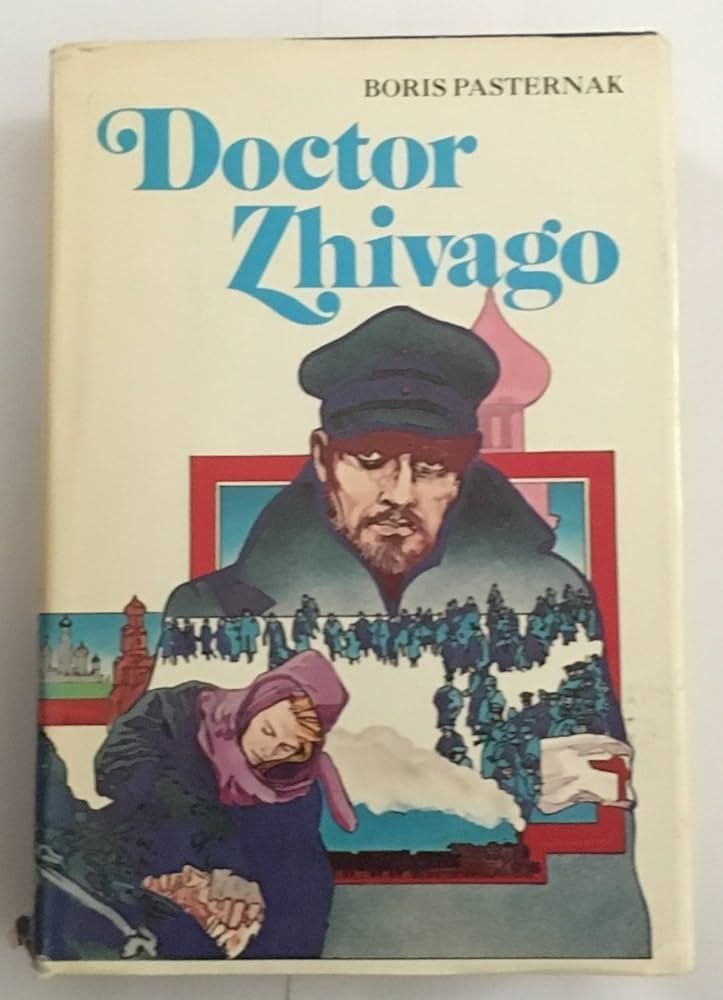 BORIS PASTERNAK
Doctor
Zhivago